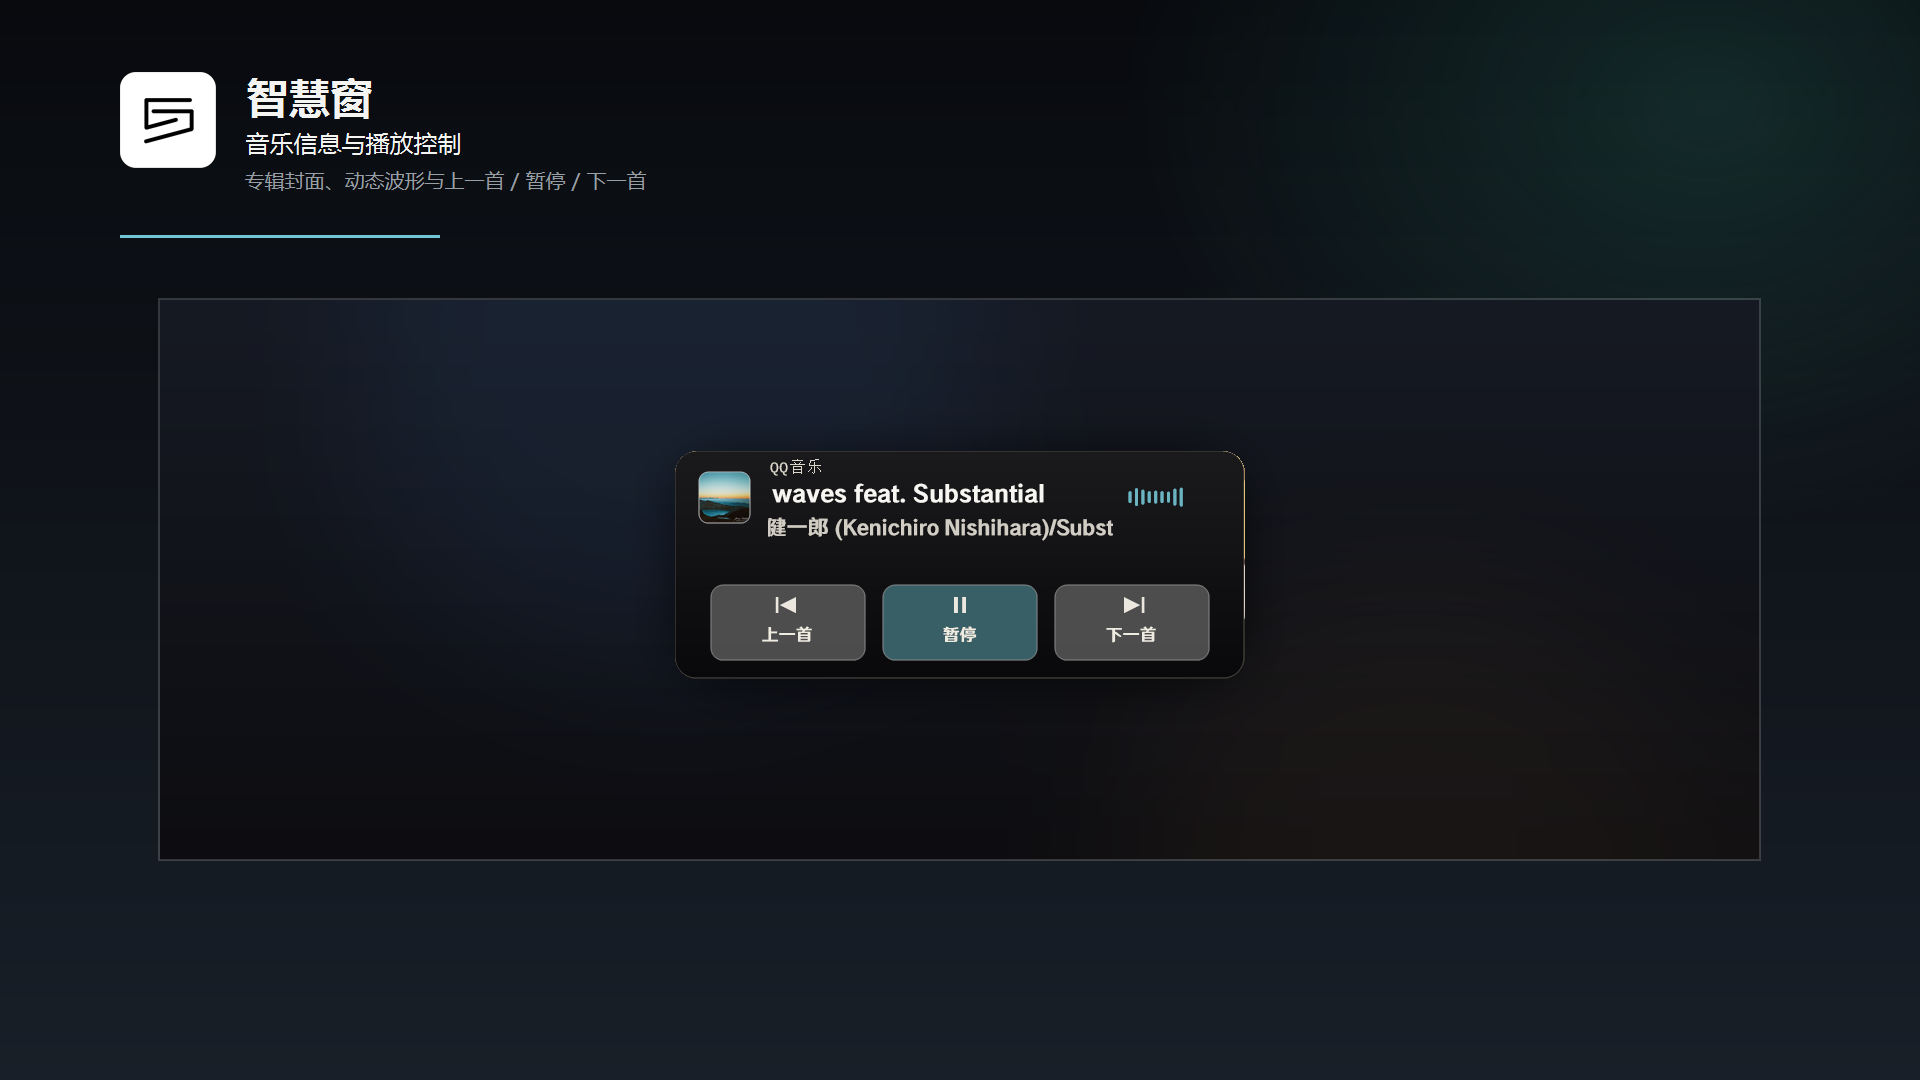 智慧窗
音乐信息与播放控制
专辑封面、动态波形与上一首 / 暂停 / 下一首
QQ音乐
waves feat. Substantial
健一郎 (Kenichiro Nishihara)/Subst
上一首
暂停
下一首